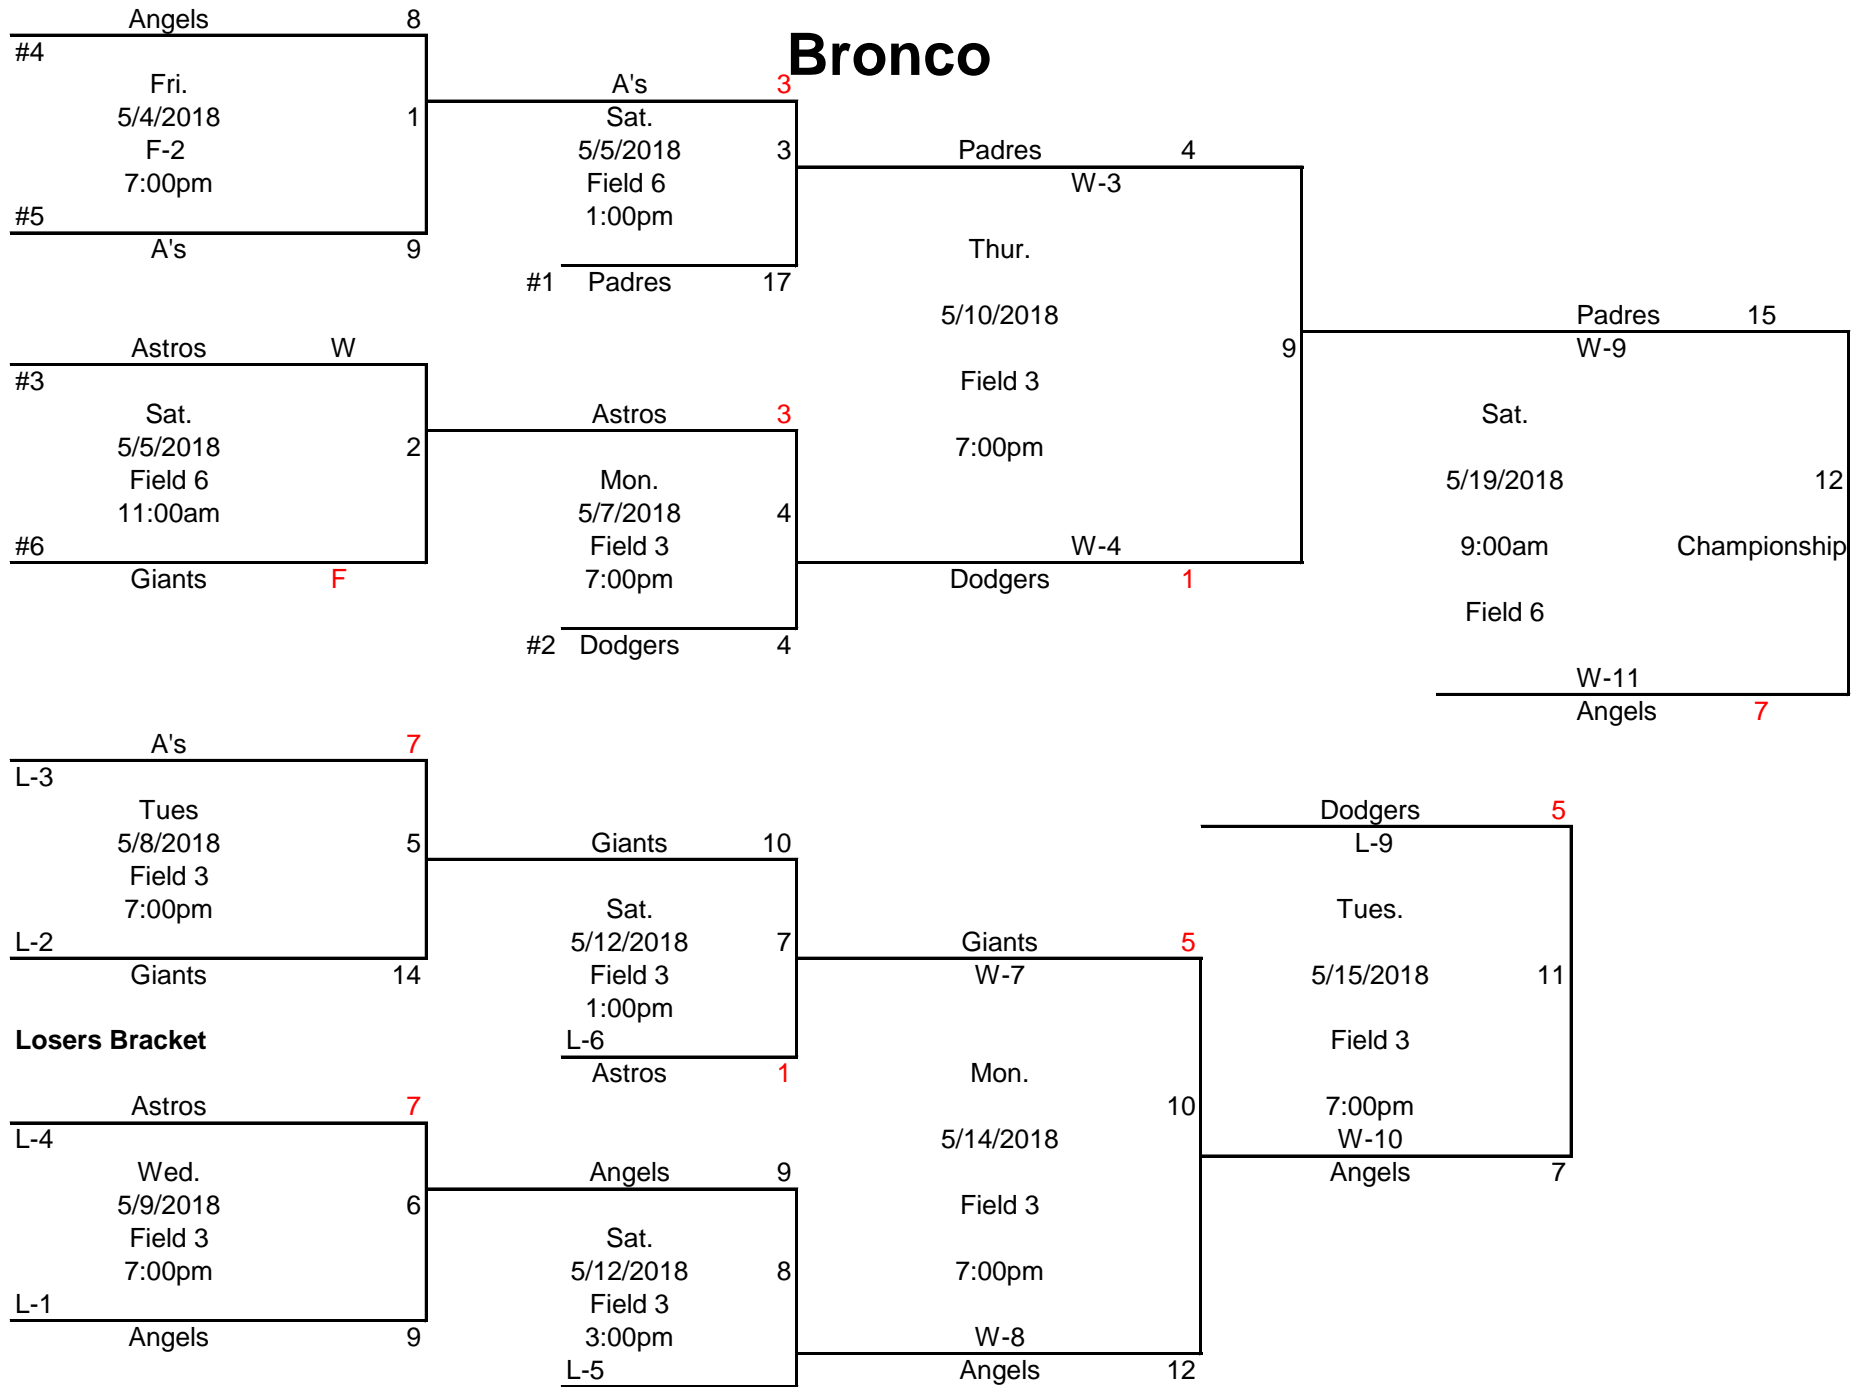 Bronco
Angels 8
#4
Fri.
5/4/2018 1
F-2
7:00pm
#5
A's 9
A's 3
Sat.
5/5/2018 3
Field 6
1:00pm
#1 Padres 17
Astros W
#3
Sat.
5/5/2018 2
Field 6
11:00am
#6
Giants F
Astros 3
Mon.
5/7/2018 4
Field 3
7:00pm
#2 Dodgers 4
Padres 4
W-3
Thur.
5/10/2018
9
Field 3
7:00pm
W-4
Dodgers 1
Padres 15
W-9
Sat.
5/19/2018 12
9:00am Championship
Field 6
W-11
Angels 7
A's 7
L-3
Tues
5/8/2018 5
Field 3
7:00pm
L-2
Giants 14
Losers Bracket
Astros 7
L-4
Wed.
5/9/2018 6
Field 3
7:00pm
L-1
Angels 9
Giants 10
Sat.
5/12/2018 7
Field 3
1:00pm
L-6
Astros 1
Angels 9
Sat.
5/12/2018 8
Field 3
3:00pm
L-5
Giants 5
W-7
Mon.
10
5/14/2018
Field 3
7:00pm
W-8
Angels 12
Dodgers 5
L-9
Tues.
5/15/2018 11
Field 3
7:00pm
W-10
Angels 7